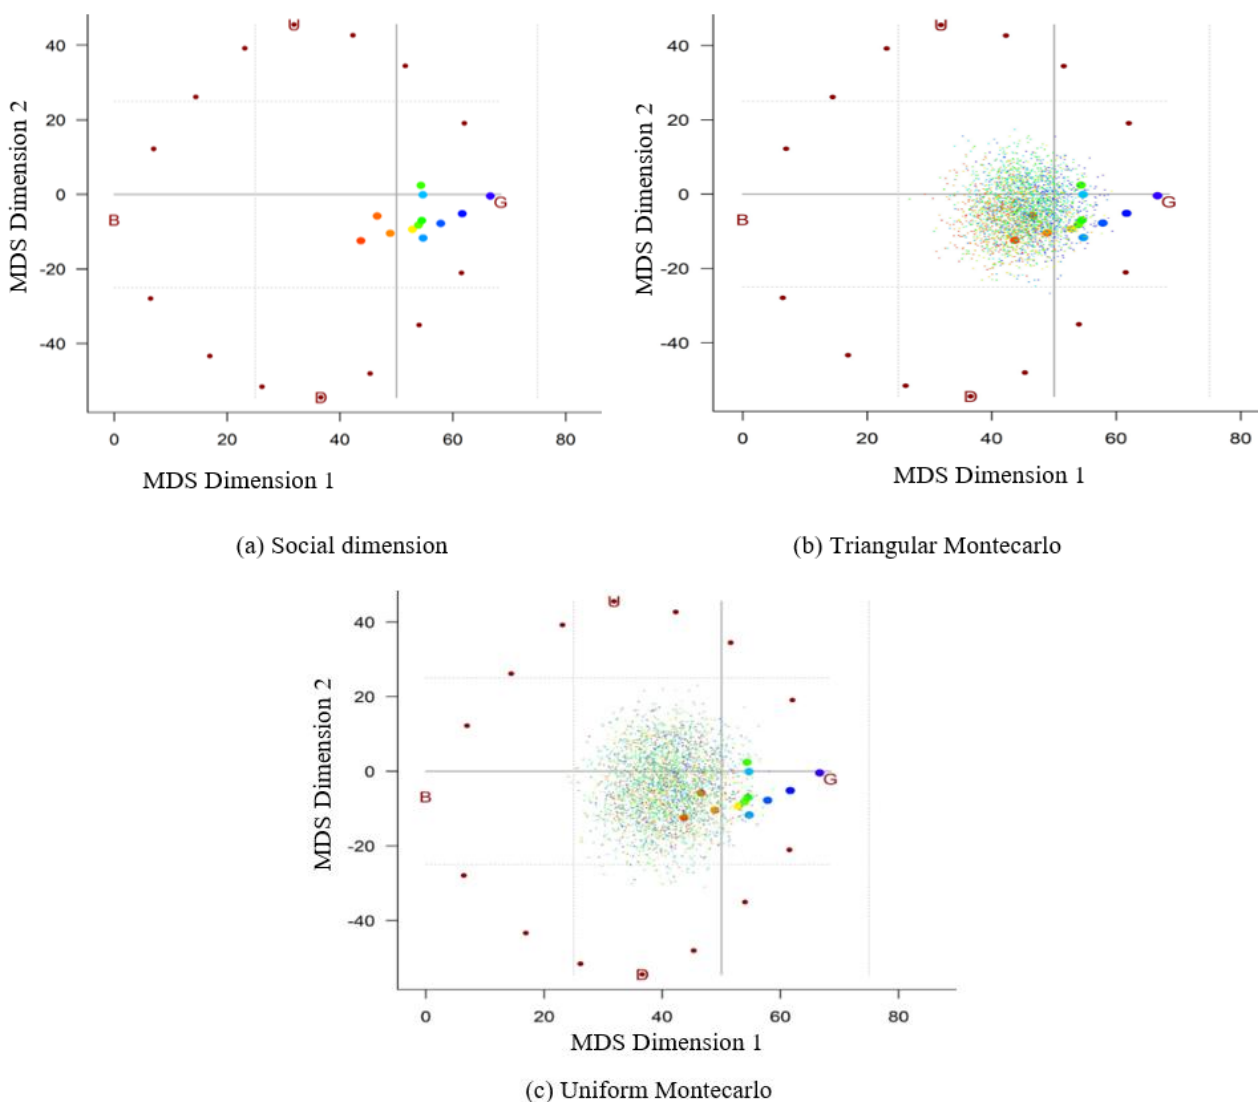 U
40
20
0
-20
-40
B
G
D
MDS Dimension 2
0 20 40 60 80
MDS Dimension 1
(a) Social dimension
U
40
20
0
-20
-40
B
G
D
MDS Dimension 2
0 20 40 60 80
MDS Dimension 1
(b) Triangular Montecarlo
U
40
20
0
-20
-40
B
G
D
MDS Dimension 2
0 20 40 60 80
MDS Dimension 1
(c) Uniform Montecarlo